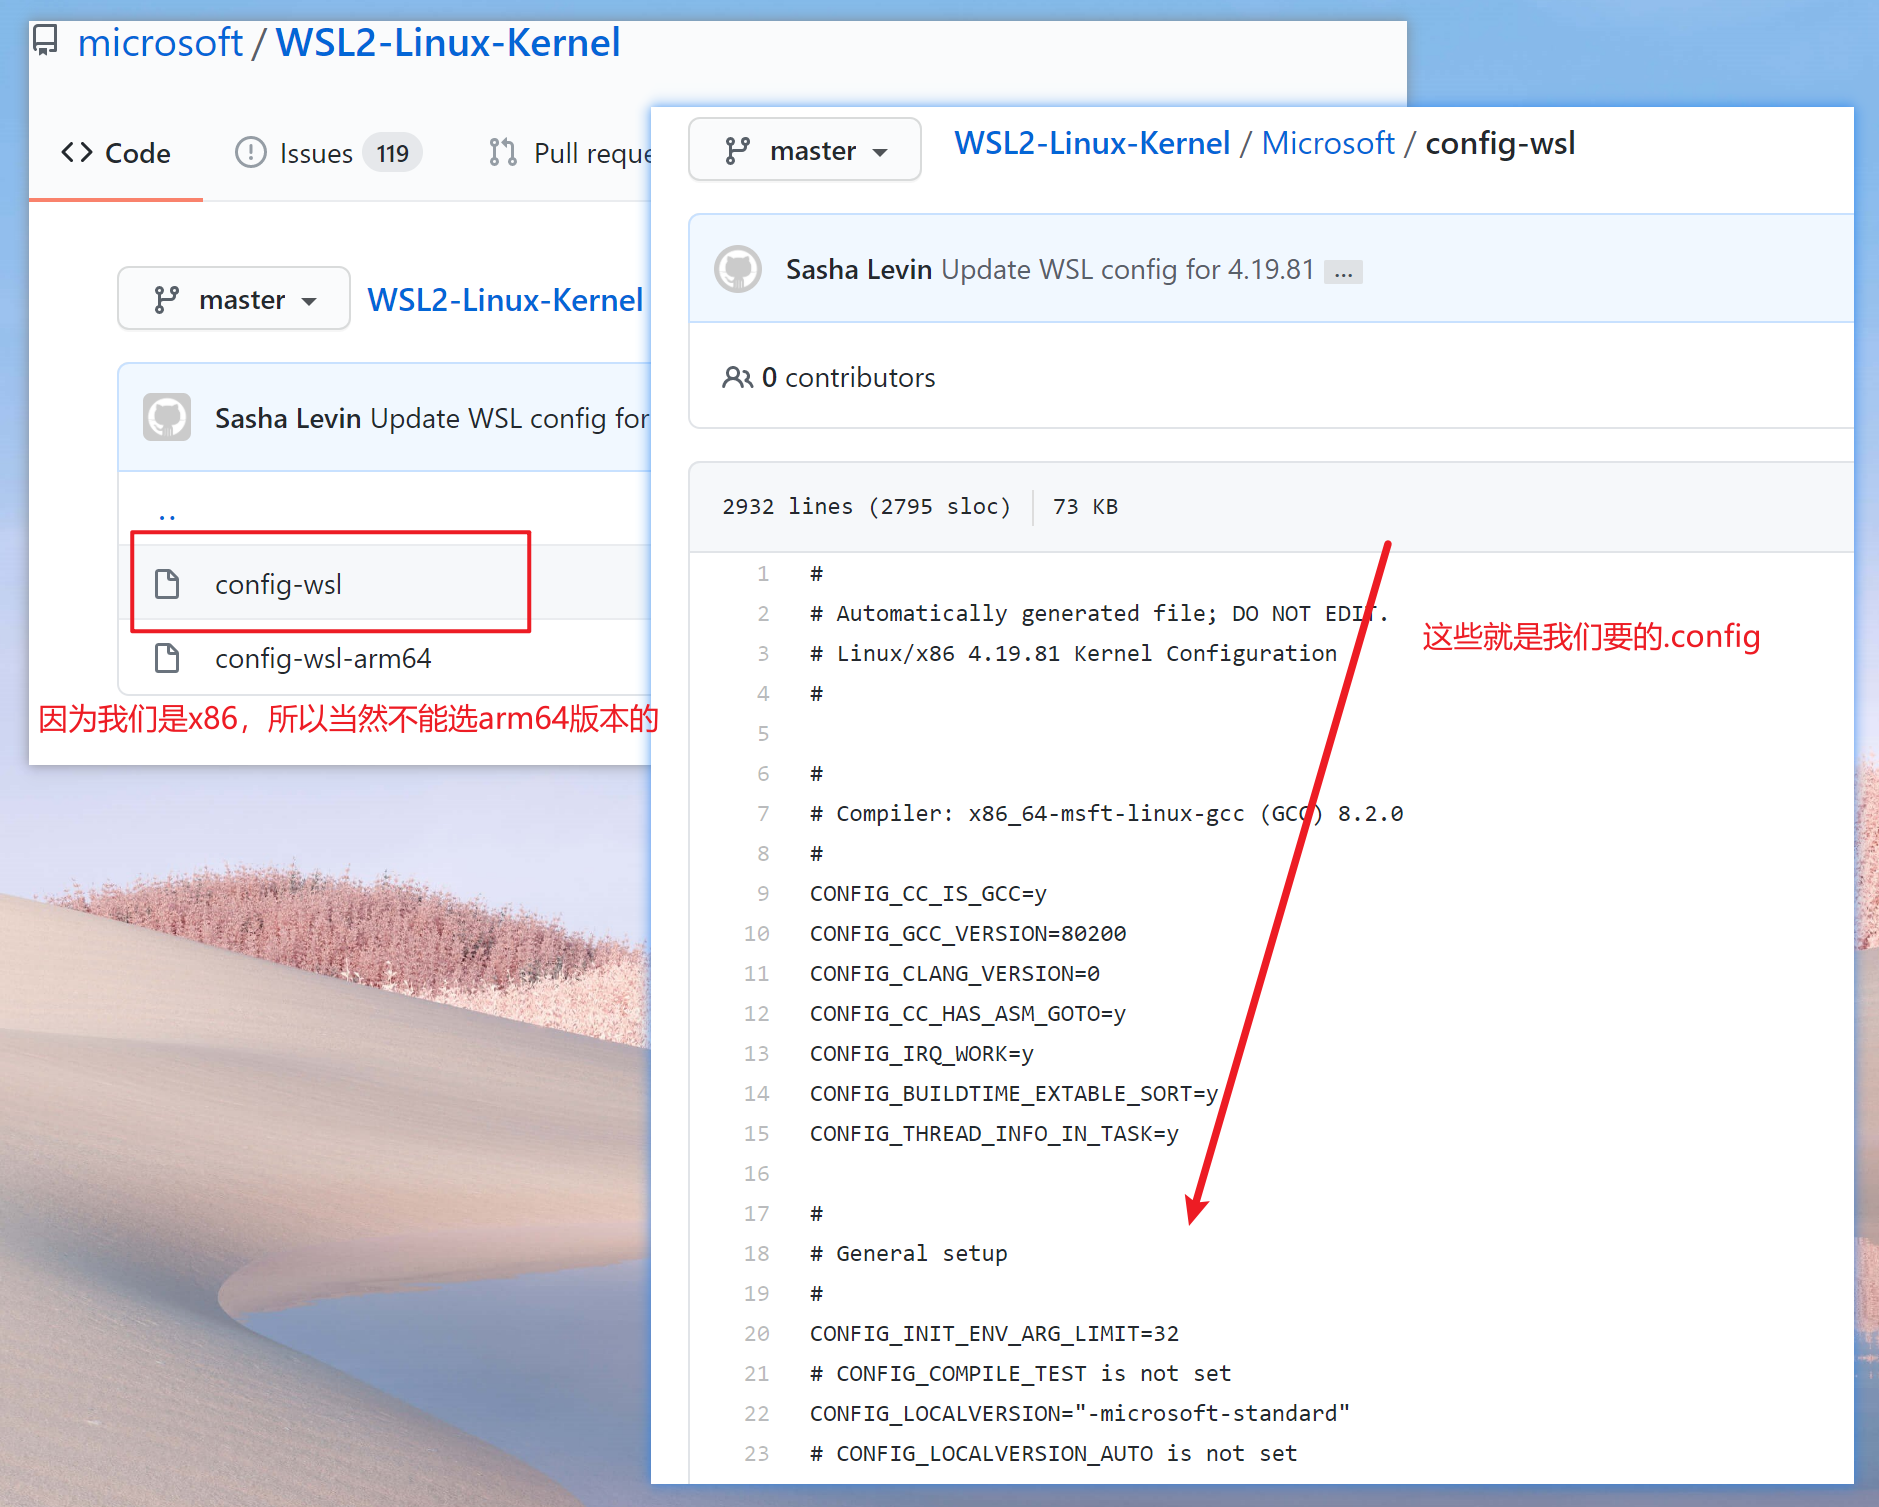 microsoft / WSL2-Linux-Kernel
Code
Issues 119
Pull reque
master
WSL2-Linux-Kernel
Sasha Levin Update WSL config for
..
config-wsl
config-wsl-arm64
因为我们是x86，所以当然不能选arm64版本的
master
WSL2-Linux-Kernel / Microsoft / config-wsl
Sasha Levin Update WSL config for 4.19.81 ...
0 contributors
2932 lines (2795 sloc) 73 KB
这些就是我们要的.config
1 #
2 # Automatically generated file; DO NOT EDIT.
3 # Linux/x86 4.19.81 Kernel Configuration
4 #
5
6 #
7 # Compiler: x86_64-msft-linux-gcc (GCC) 8.2.0
8 #
9 CONFIG_CC_IS_GCC=y
10 CONFIG_GCC_VERSION=80200
11 CONFIG_CLANG_VERSION=0
12 CONFIG_CC_HAS_ASM_GOTO=y
13 CONFIG_IRQ_WORK=y
14 CONFIG_BUILDTIME_EXTABLE_SORT=y
15 CONFIG_THREAD_INFO_IN_TASK=y
16
17 #
18 # General setup
19 #
20 CONFIG_INIT_ENV_ARG_LIMIT=32
21 # CONFIG_COMPILE_TEST is not set
22 CONFIG_LOCALVERSION="-microsoft-standard"
23 # CONFIG_LOCALVERSION_AUTO is not set